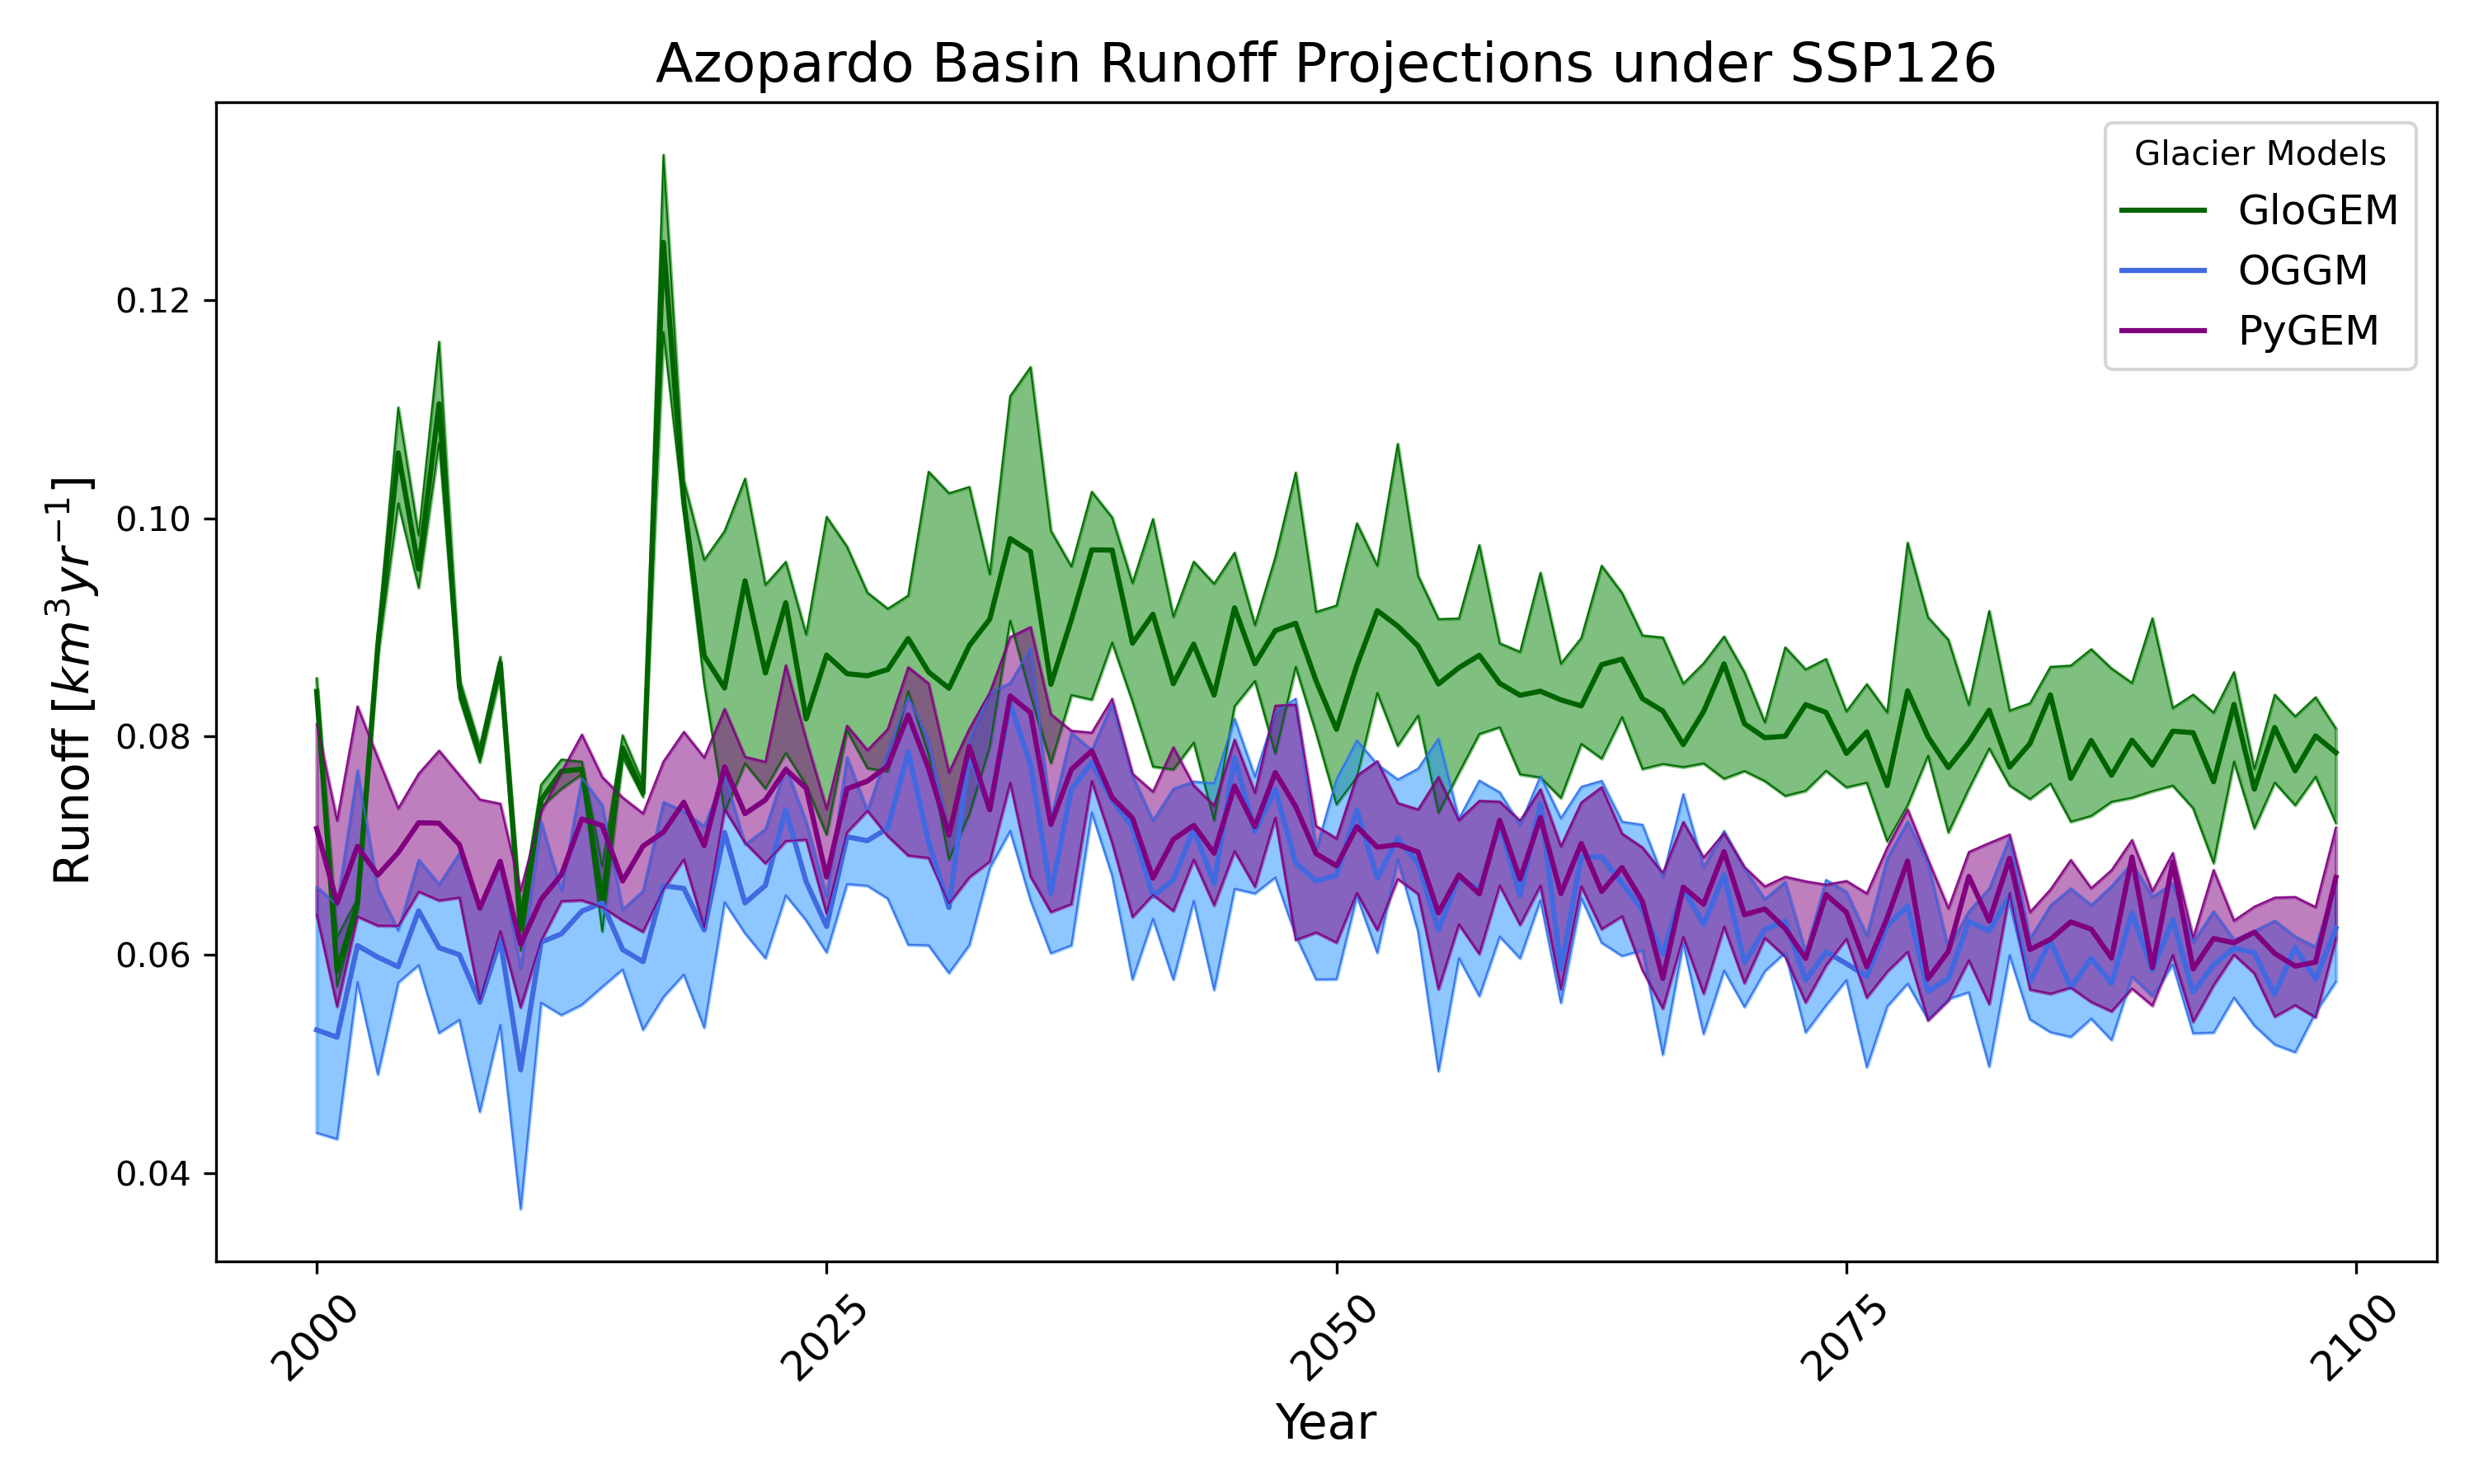 Azopardo Basin Runoff Projections under SSP126
Glacier Models
GloGEM
OGGM
PyGEM
Runoff [km³yr⁻¹]
0.12
0.10
0.08
0.06
0.04
2000
2025
2050
2075
2100
Year